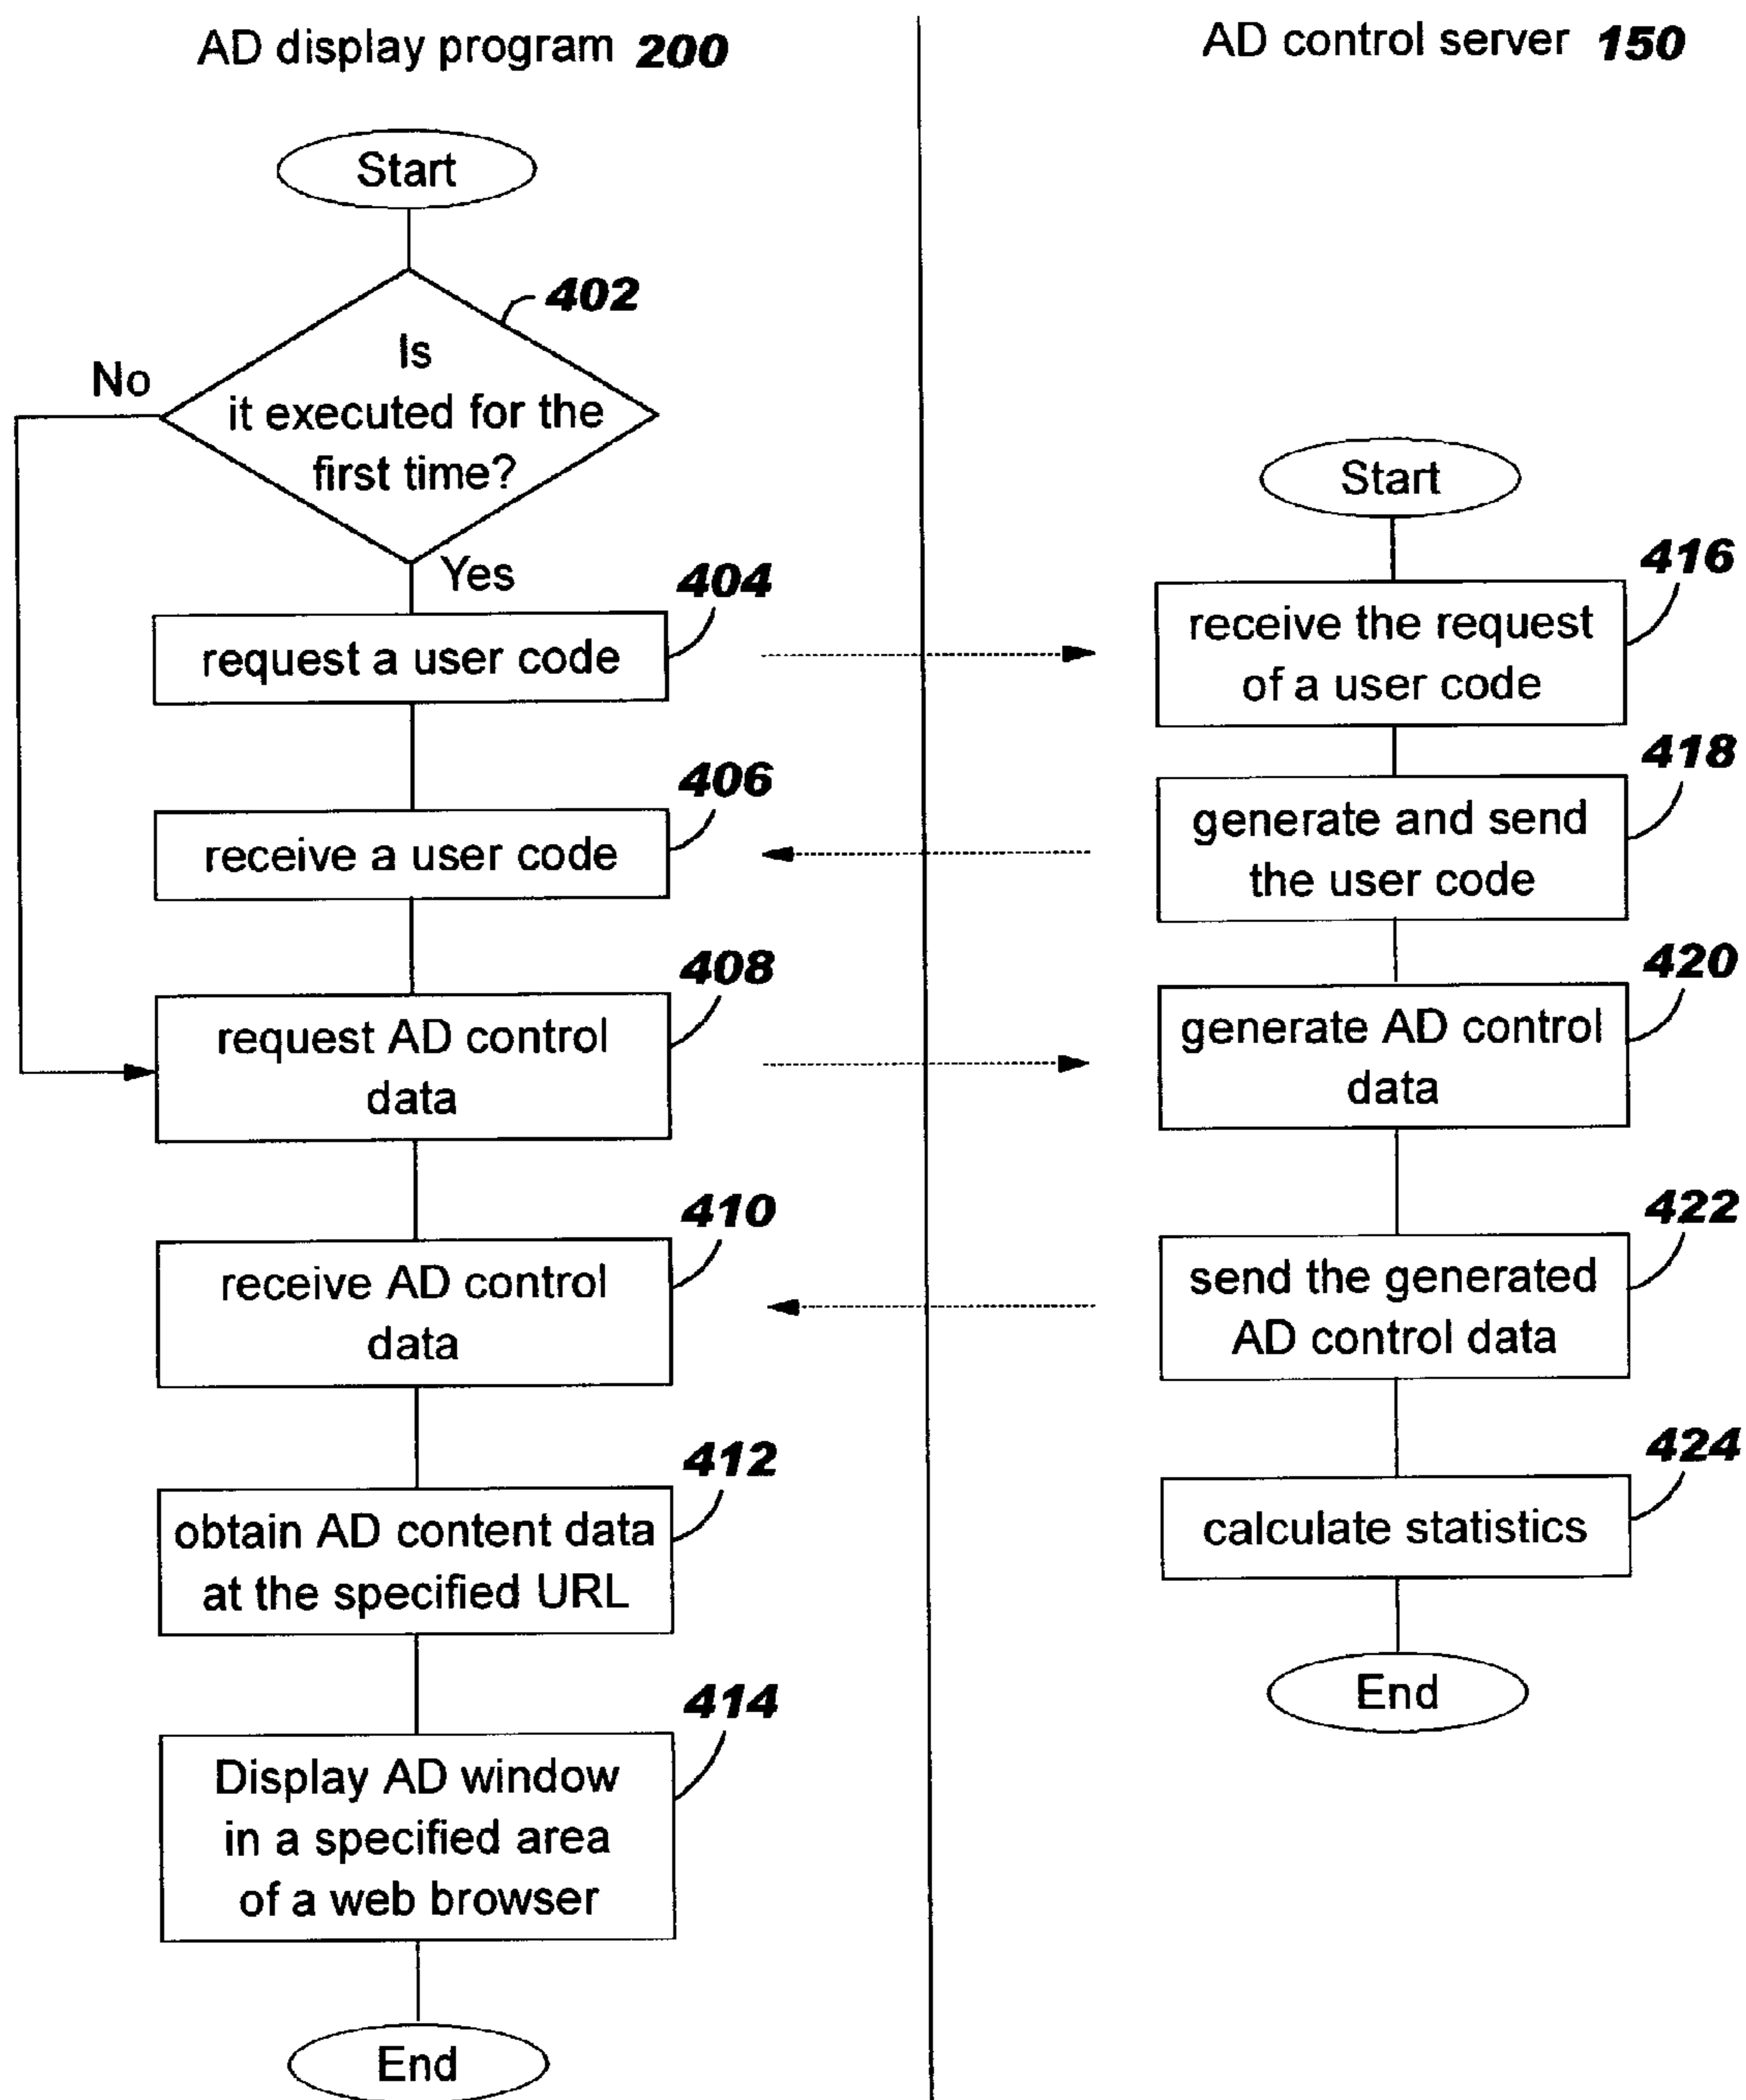 AD display program 200
Start
402
Is
it executed for the
first time?
No
Yes
404
request a user code
406
receive a user code
408
request AD control
data
410
receive AD control
data
412
obtain AD content data
at the specified URL
414
Display AD window
in a specified area
of a web browser
End
AD control server 150
Start
416
receive the request
of a user code
418
generate and send
the user code
420
generate AD control
data
422
send the generated
AD control data
424
calculate statistics
End